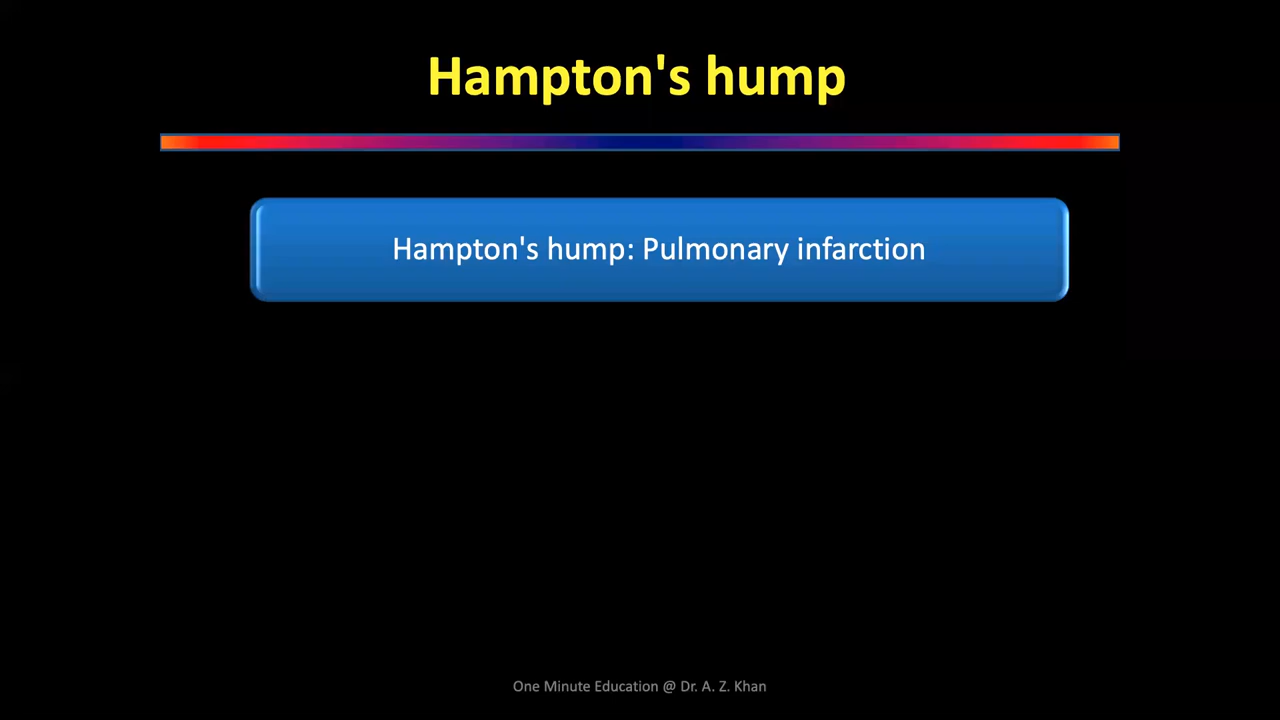 Hampton's hump
Hampton's hump: Pulmonary infarction
One Minute Education @ Dr. A. Z. Khan